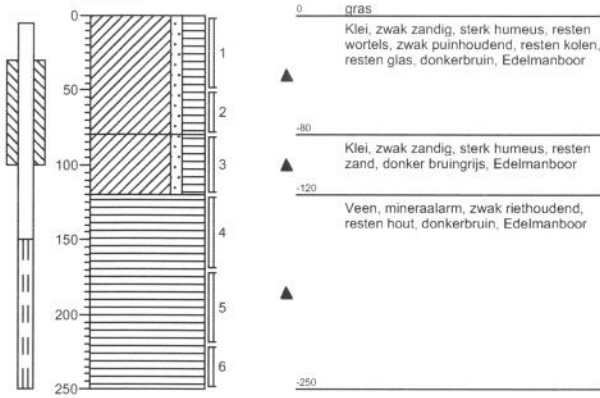 0
50
100
150
200
250
1
2
3
4
5
6
0 gras
Klei, zwak zandig, sterk humeus, resten
wortels, zwak puinhoudend, resten kolen,
resten glas, donkerbruin, Edelmanboor
-80
Klei, zwak zandig, sterk humeus, resten
zand, donker bruingrijs, Edelmanboor
-120
Veen, mineraalarm, zwak riethoudend,
resten hout, donkerbruin, Edelmanboor
-250